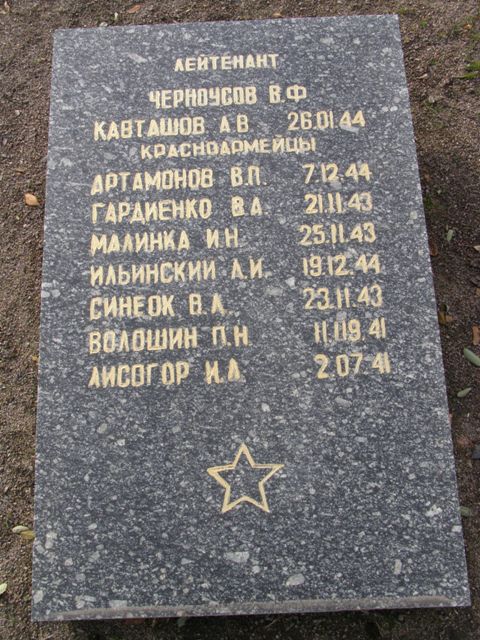 ЛЕЙТЕНАНТ
ЧЕРНОУСОВ В.Ф
КАВТАШОВ А.В 26.01.44
КРАСНОАРМЕЙЦЫ
АРТАМОНОВ В.П. 7.12.44
ГАРДИЕНКО В.А. 21.11.43
МАЛИНКА И.Н. 25.11.43
ИЛЬИНСКИЙ Л.И. 19.12.44
СИНЕОК В.Л. 23.11.43
ВОЛОШИН П.Н 11.119.41
ЛИСОГОР И.Л. 2.07.41